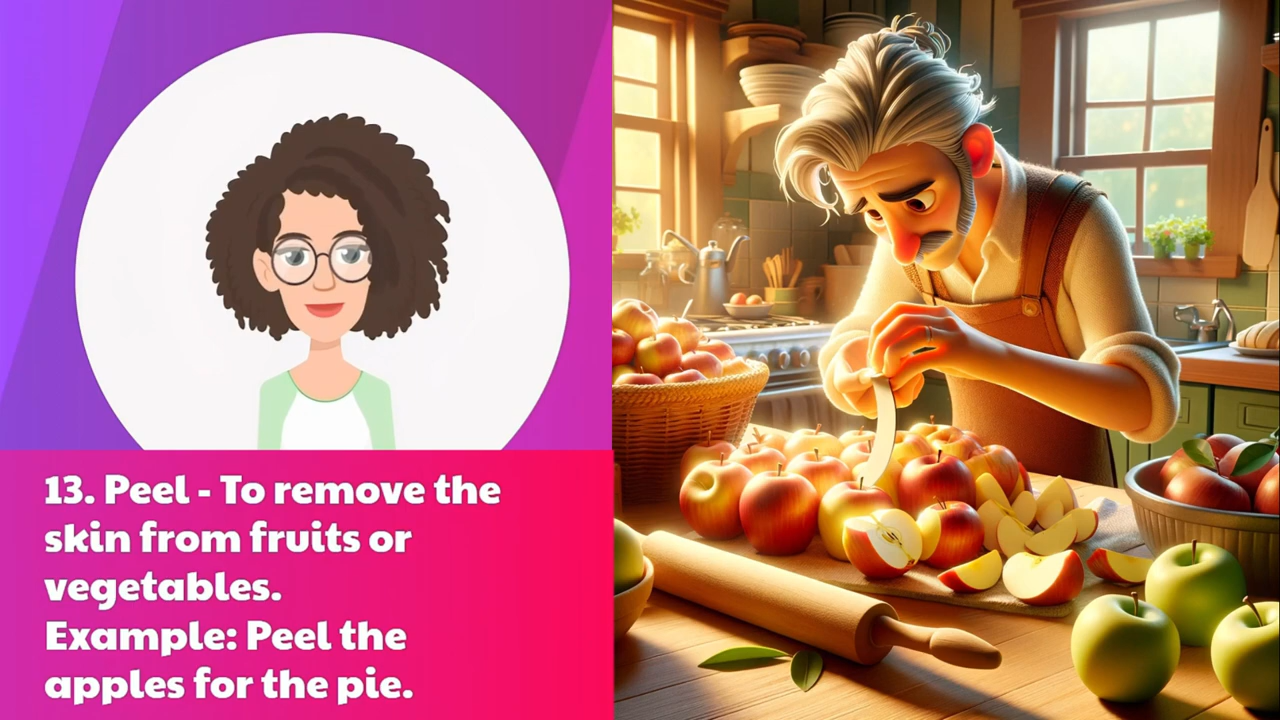 13. Peel - To remove the
skin from fruits or
vegetables.
Example: Peel the
apples for the pie.